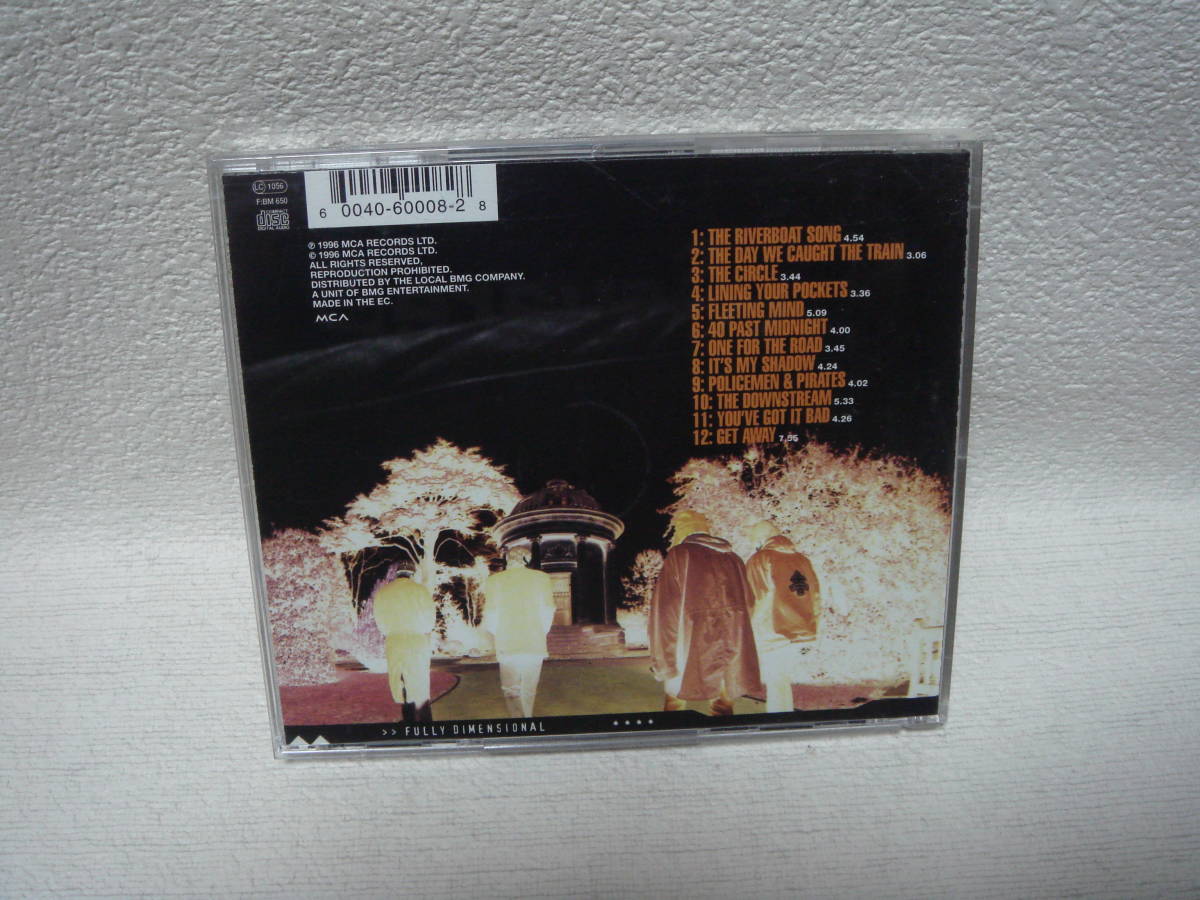 LC 1056
F:BM 650
COMPACT
disc
DIGITAL AUDIO
6 0040-60008-2 8
℗ 1996 MCA RECORDS LTD.
© 1996 MCA RECORDS LTD.
ALL RIGHTS RESERVED,
REPRODUCTION PROHIBITED.
DISTRIBUTED BY THE LOCAL BMG COMPANY.
A UNIT OF BMG ENTERTAINMENT.
MADE IN THE EC.
MCA
1: THE RIVERBOAT SONG 4.54
2: THE DAY WE CAUGHT THE TRAIN 3.06
3: THE CIRCLE 3.44
4: LINING YOUR POCKETS 3.36
5: FLEETING MIND 5.09
6: 40 PAST MIDNIGHT 4.00
7: ONE FOR THE ROAD 3.45
8: IT'S MY SHADOW 4.24
9: POLICEMEN & PIRATES 4.02
10: THE DOWNSTREAM 5.33
11: YOU'VE GOT IT BAD 4.26
12: GET AWAY 7.55
>> FULLY DIMENSIONAL